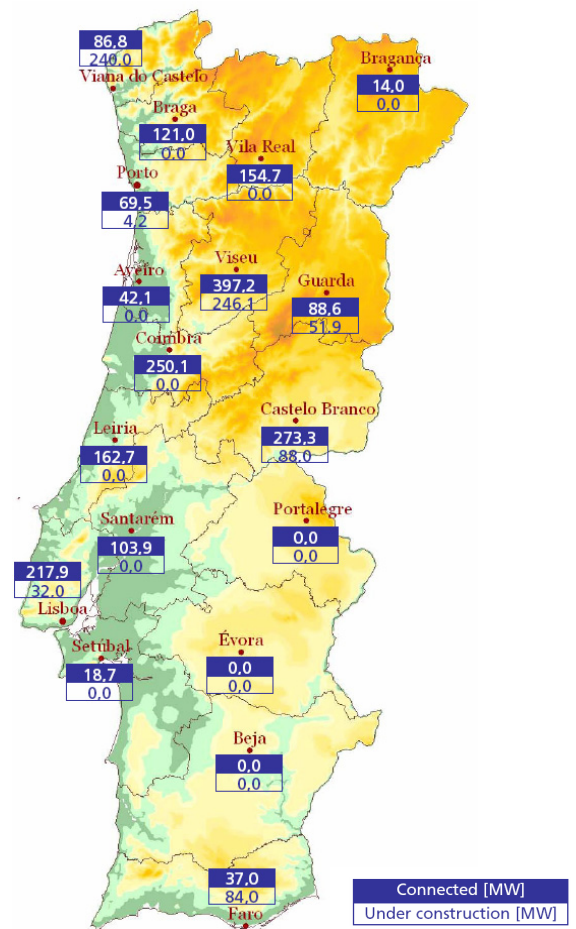 86,8
240,0
Viana do Castelo
Bragança
14,0
0,0
Braga
121,0
0,0
Vila Real
154,7
0,0
Porto
69,5
4,2
Viseu
397,2
246,1
Aveiro
42,1
0,0
Guarda
88,6
51,9
Coimbra
250,1
0,0
Castelo Branco
273,3
88,0
Leiria
162,7
0,0
Portalegre
0,0
0,0
Santarém
103,9
0,0
217,9
32,0
Lisboa
Évora
0,0
0,0
Setúbal
18,7
0,0
Beja
0,0
0,0
37,0
84,0
Faro
Connected [MW]
Under construction [MW]